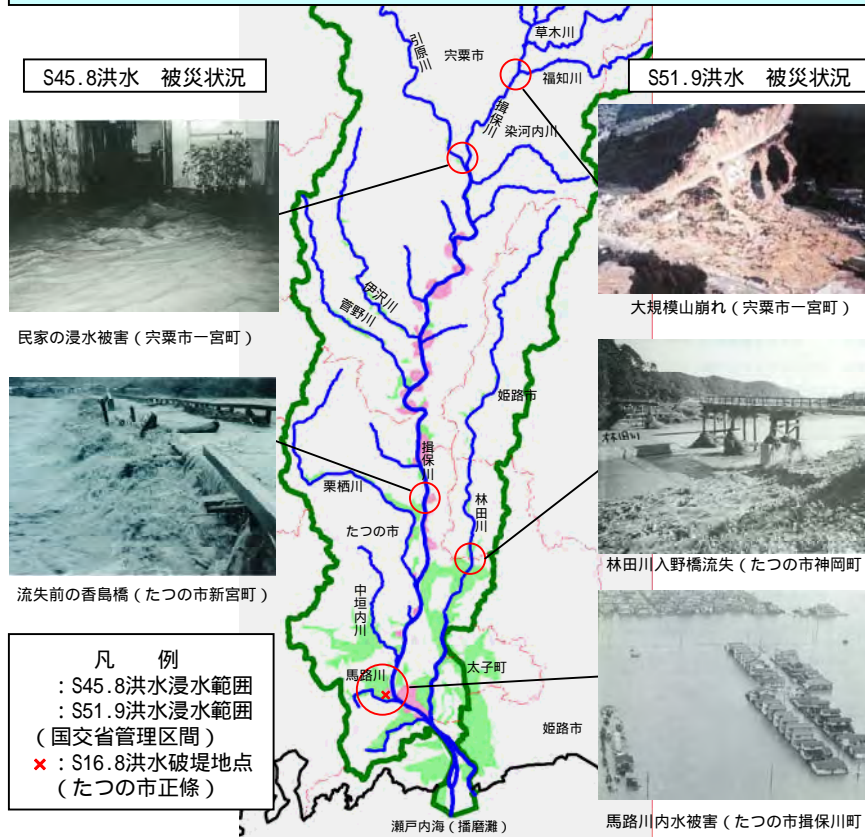 S45.8洪水 被災状況
民家の浸水被害(宍粟市一宮町)
流失前の香島橋(たつの市新宮町)
凡 例
:S45.8洪水浸水範囲
:S51.9洪水浸水範囲
(国交省管理区間)
×:S16.8洪水破堤地点
(たつの市正條)
引原川
宍粟市
草木川
福知川
揖保川
染河内川
伊沢川
菅野川
姫路市
揖保川
栗栖川
林田川
たつの市
中垣内川
馬路川
太子町
姫路市
瀬戸内海(播磨灘)
S51.9洪水 被災状況
大規模山崩れ(宍粟市一宮町)
林田川
林田川入野橋流失(たつの市神岡町)
馬路川内水被害(たつの市揖保川町)